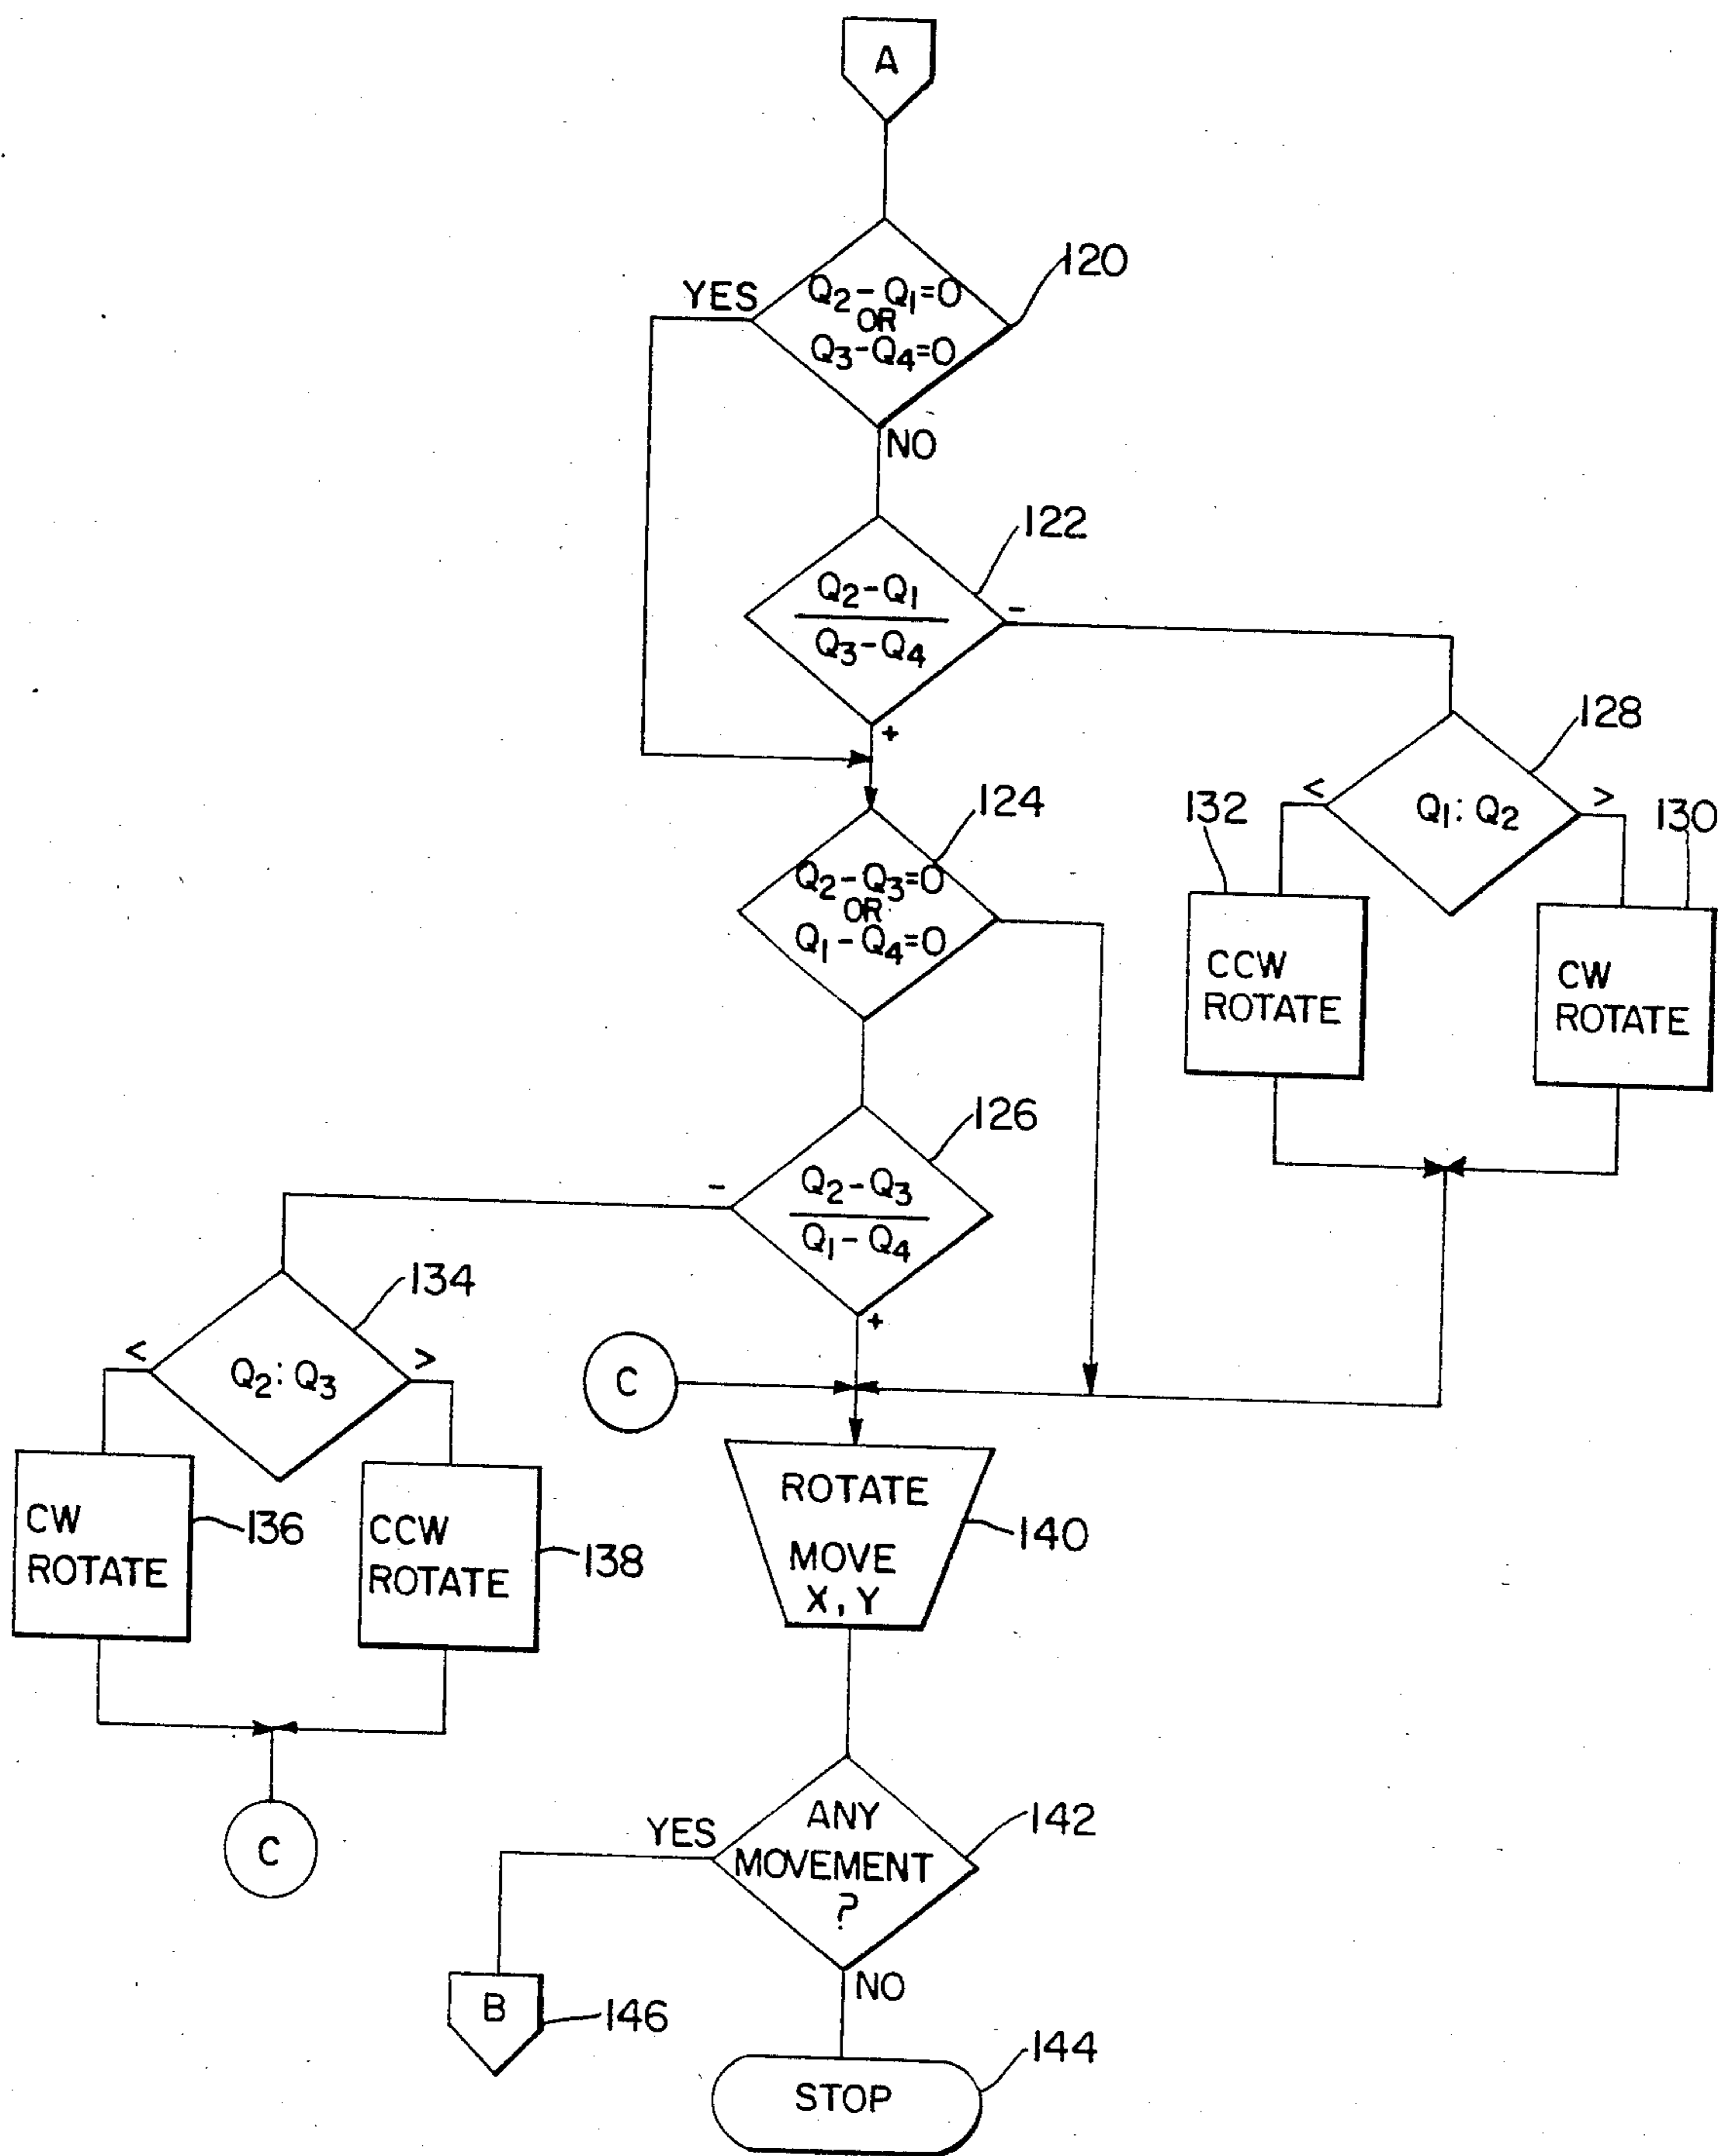 A
120
YES
Q2-Q1=0
OR
Q3-Q4=0
NO
122
Q2-Q1
Q3-Q4
-
+
128
<
Q1:Q2
>
132
130
124
Q2-Q3=0
OR
Q1-Q4=0
CCW
ROTATE
CW
ROTATE
126
-
Q2-Q3
Q1-Q4
+
134
<
Q2:Q3
>
C
CW
ROTATE
136
CCW
ROTATE
138
ROTATE
MOVE
X, Y
140
C
YES
ANY
MOVEMENT
?
142
NO
B
146
STOP
144